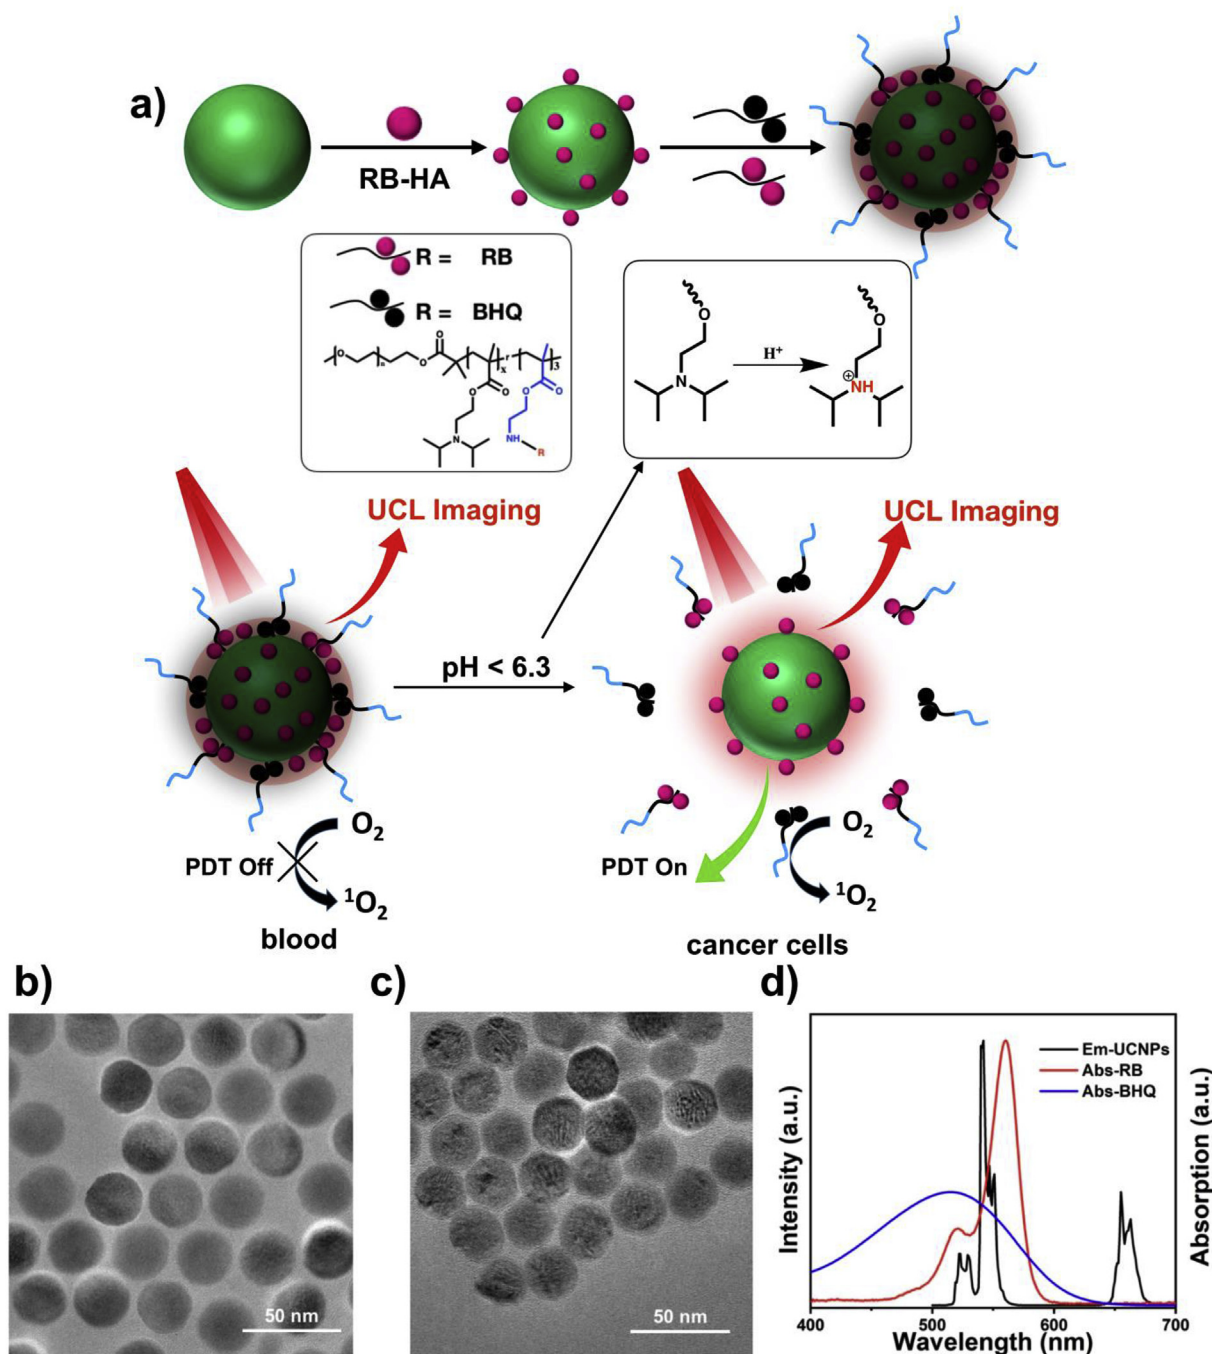 a)
RB-HA
R = RB
R = BHQ
O
n
O
O
x
r
3
O
O
O
O
N
NH
R
O
N
H⁺
O
⊕
NH
UCL Imaging
UCL Imaging
pH < 6.3
O₂
PDT Off
¹O₂
blood
O₂
PDT On
¹O₂
cancer cells
b)
50 nm
c)
50 nm
d)
Em-UCNPs
Abs-RB
Abs-BHQ
Intensity (a.u.)
Absorption (a.u.)
400 500 600 700
Wavelength (nm)